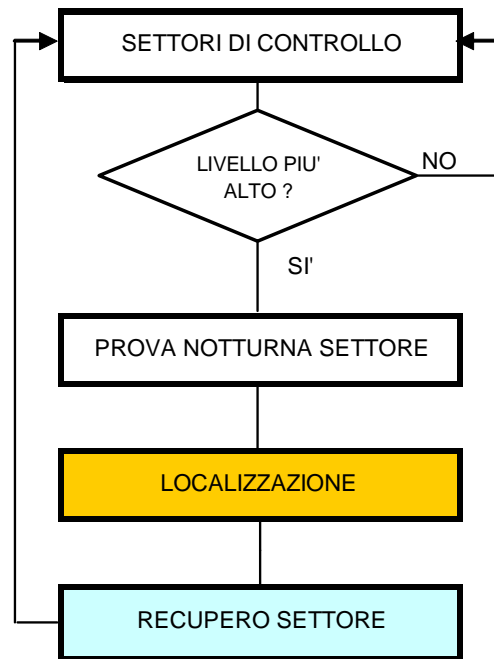 SETTORI DI CONTROLLO
LIVELLO PIU'
ALTO ?
NO
SI'
PROVA NOTTURNA SETTORE
LOCALIZZAZIONE
RECUPERO SETTORE